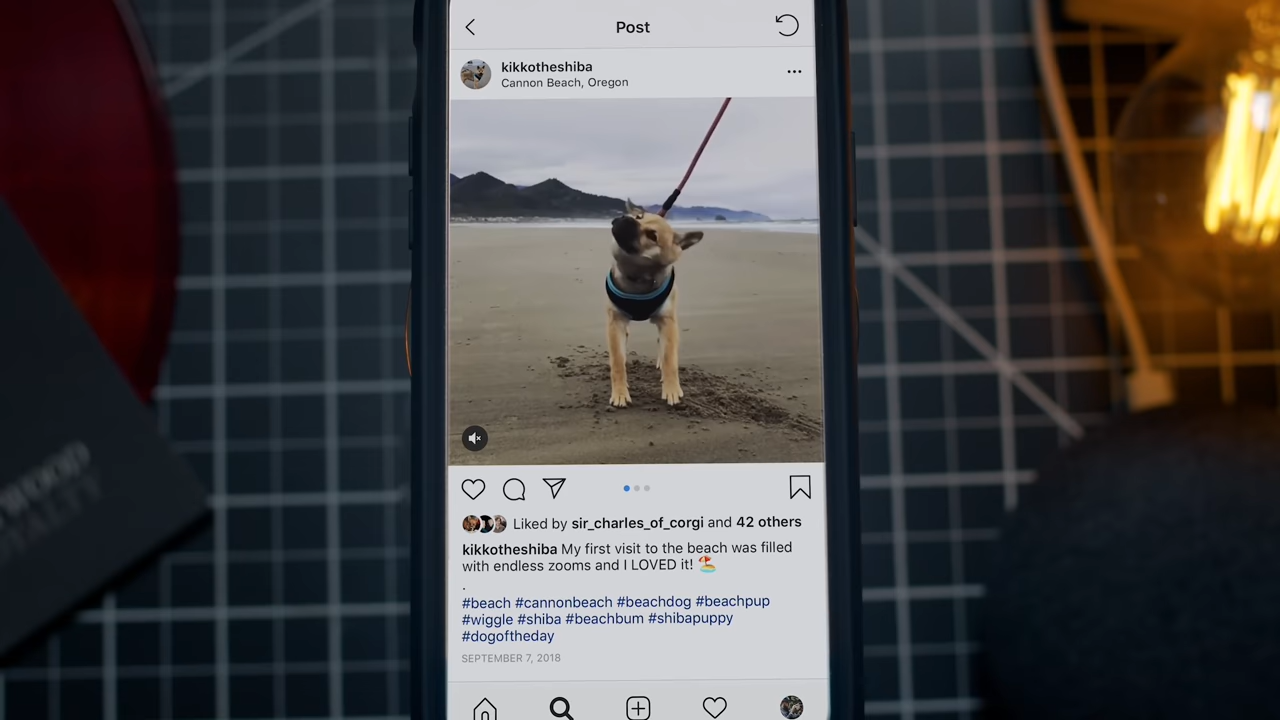 Post
kikkotheshiba
Cannon Beach, Oregon
Liked by sir_charles_of_corgi and 42 others
kikkotheshiba My first visit to the beach was filled
with endless zooms and I LOVED it! 🏖️
.
#beach #cannonbeach #beachdog #beachpup
#wiggle #shiba #beachbum #shibapuppy
#dogoftheday
SEPTEMBER 7, 2018